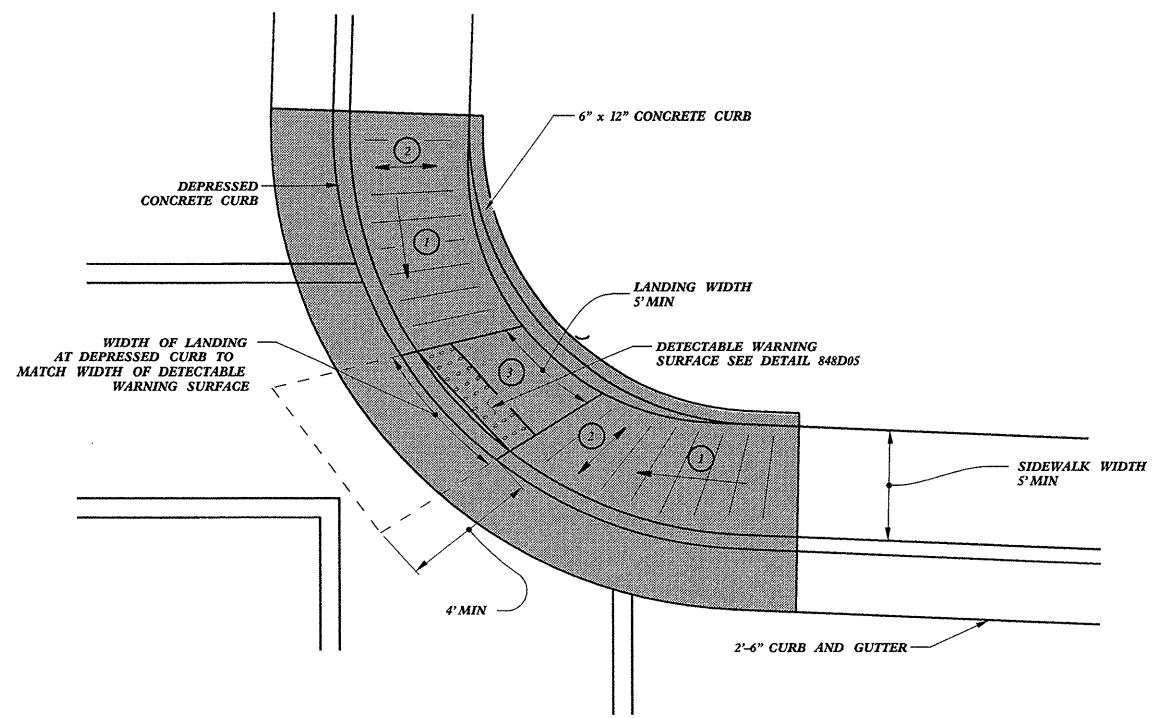 6” x 12” CONCRETE CURB
2
DEPRESSED
CONCRETE CURB
1
LANDING WIDTH
5’ MIN
WIDTH OF LANDING
AT DEPRESSED CURB TO
MATCH WIDTH OF DETECTABLE
WARNING SURFACE
DETECTABLE WARNING
SURFACE SEE DETAIL 848D05
3
2
1
SIDEWALK WIDTH
5’ MIN
4’ MIN
2’–6” CURB AND GUTTER